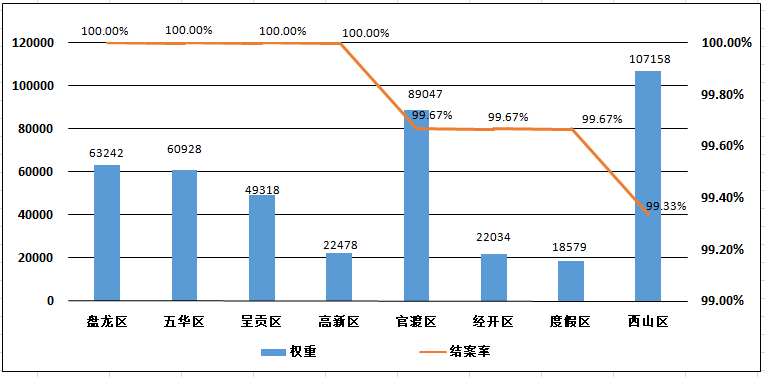 100.00% 100.00% 100.00% 100.00%
120000 100.00%
107158
100000 99.80%
89047
99.67% 99.67% 99.67%
80000 99.60%
63242 60928
60000 99.40%
49318
99.33%
40000
22478 22034 18579
20000 99.20%
0 99.00%
盘龙区 五华区 呈贡区 高新区 官渡区 经开区 度假区 西山区
权重 结案率